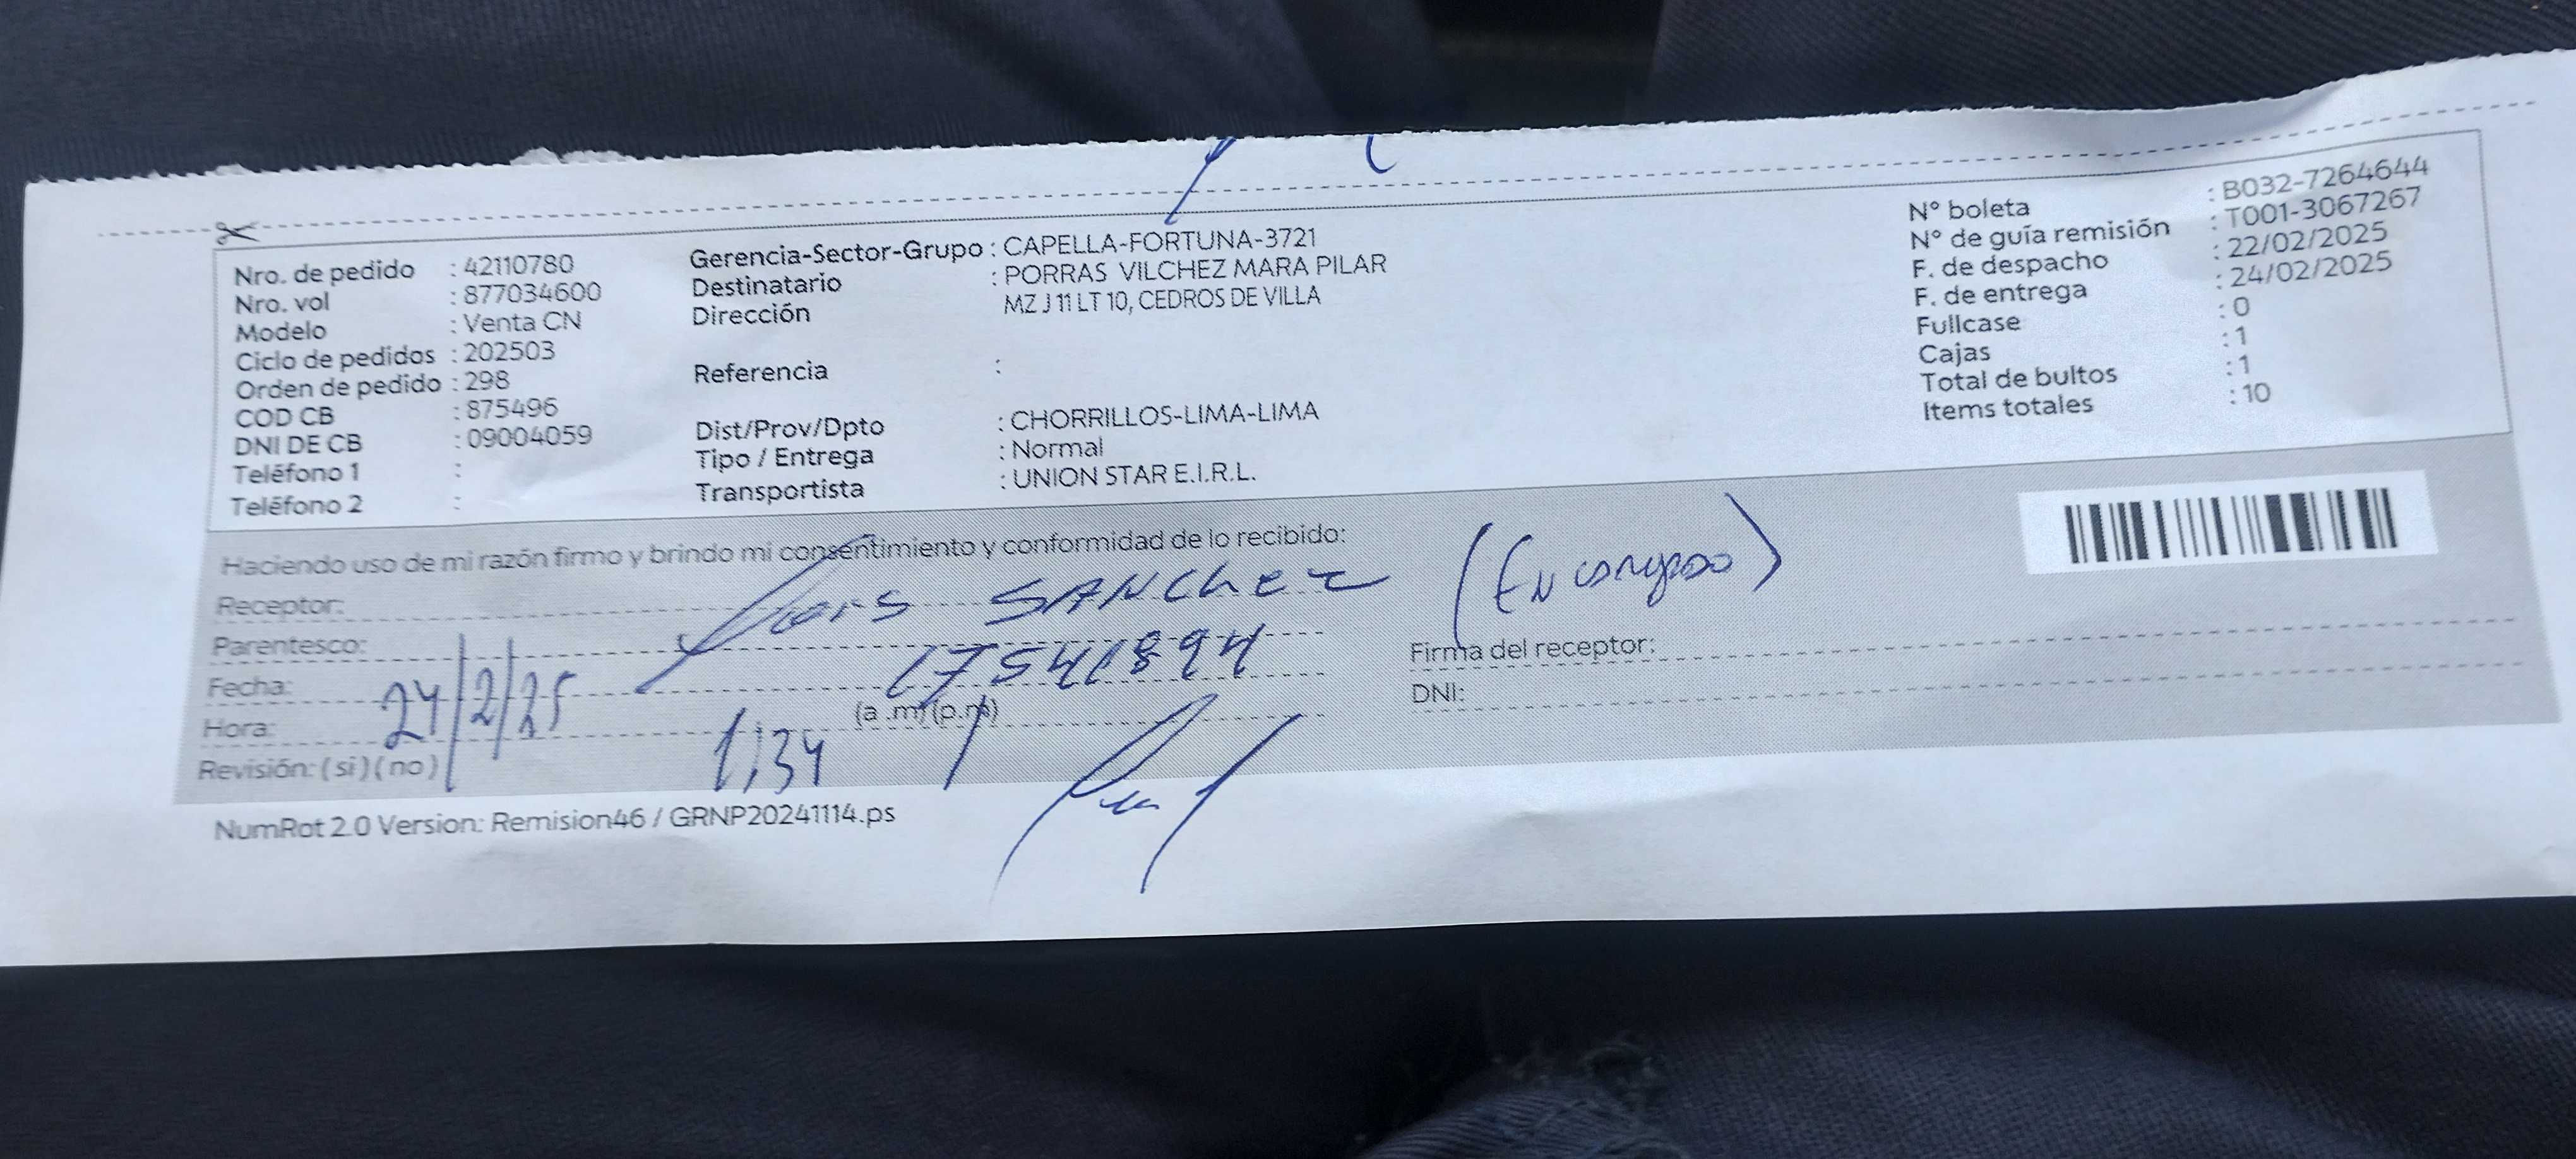 Nro. de pedido : 42110780
Nro. vol : 877034600
Modelo : Venta CN
Ciclo de pedidos : 202503
Orden de pedido : 298
COD CB : 875496
DNI DE CB : 09004059
Teléfono 1 :
Teléfono 2 :
Gerencia-Sector-Grupo : CAPELLA-FORTUNA-3721
Destinatario : PORRAS VILCHEZ MARA PILAR
Dirección MZ J 11 LT 10, CEDROS DE VILLA
Referencia :
Dist/Prov/Dpto : CHORRILLOS-LIMA-LIMA
Tipo / Entrega : Normal
Transportista : UNION STAR E.I.R.L.
N° boleta : B032-7264644
N° de guía remisión : T001-3067267
F. de despacho : 22/02/2025
F. de entrega : 24/02/2025
Fullcase : 0
Cajas : 1
Total de bultos : 1
Items totales : 10
Haciendo uso de mi razón firmo y brindo mi consentimiento y conformidad de lo recibido:
Receptor: SANCHEZ
Parentesco:
Fecha: 24/2/25
Hora: 1:34 (a.m)(p.m)
Revisión: (si)(no)
(Encargado)
Firma del receptor:
DNI:
NumRot 2.0 Version: Remision46 / GRNP20241114.ps